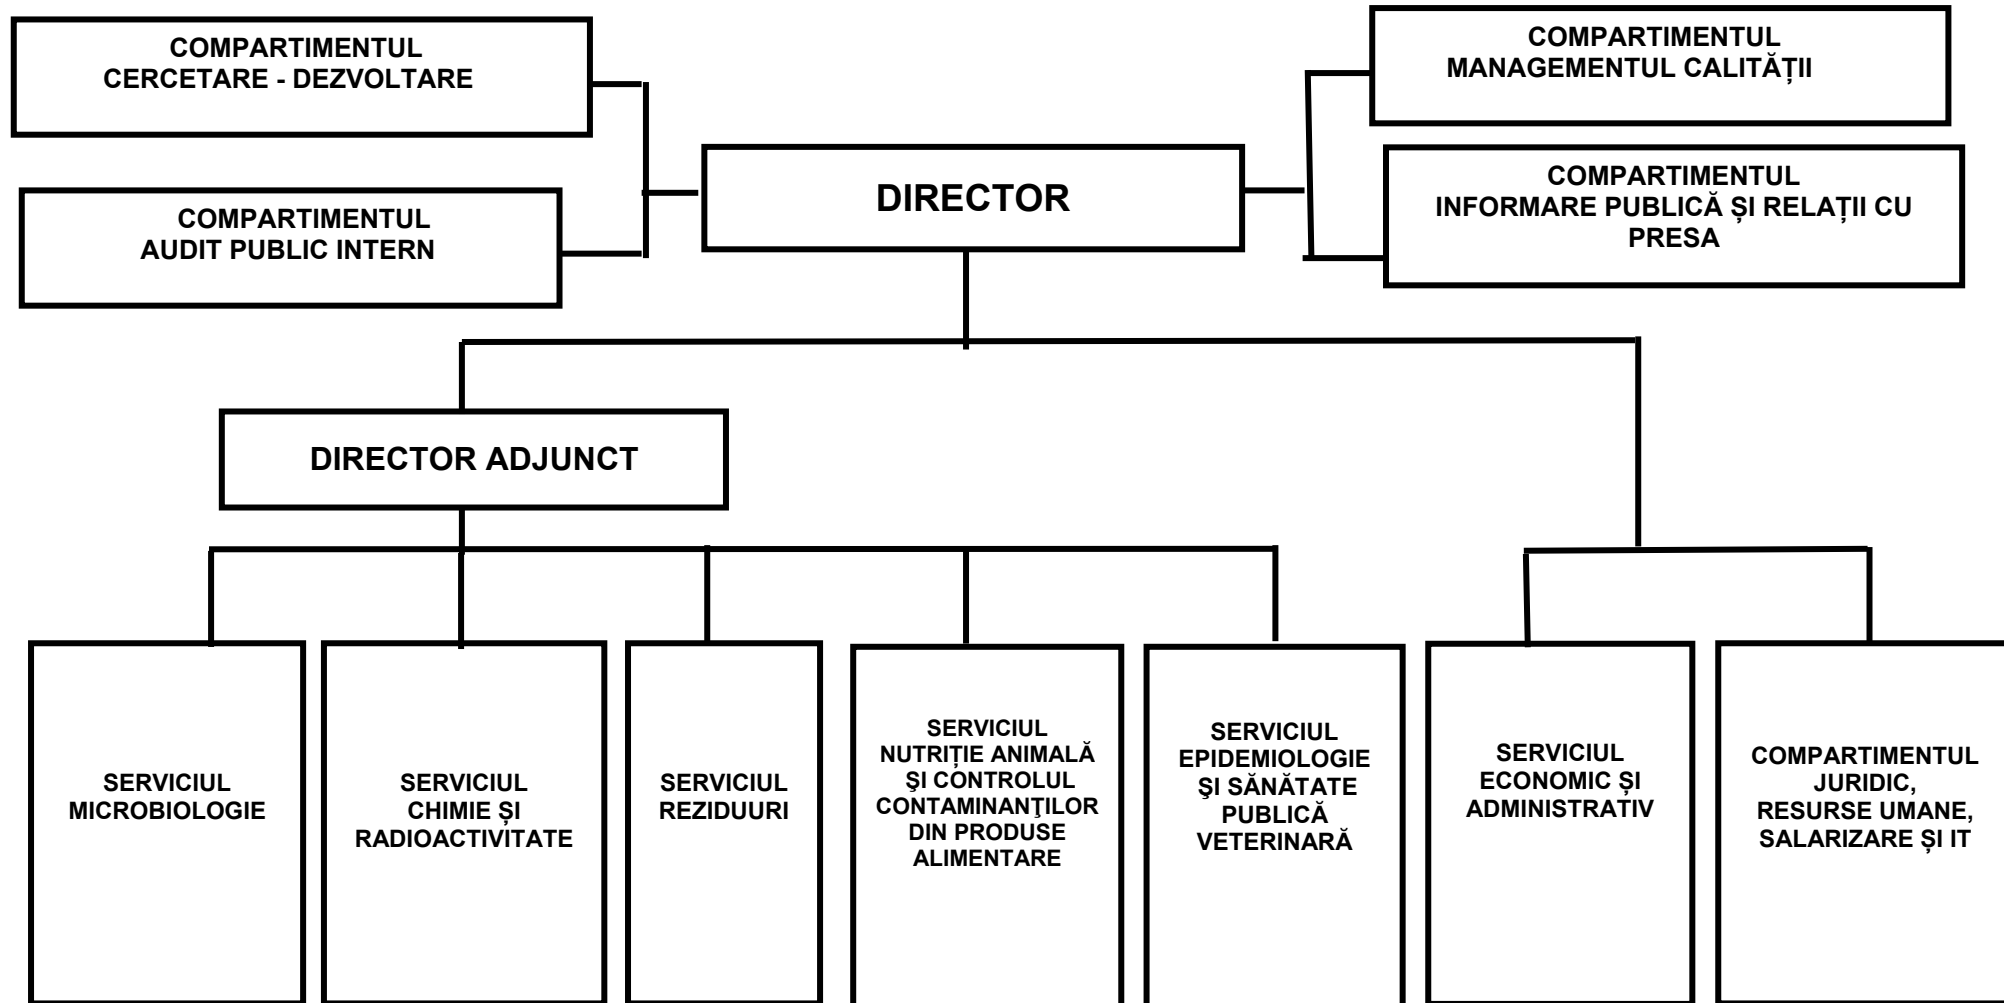 COMPARTIMENTUL
CERCETARE - DEZVOLTARE
COMPARTIMENTUL
MANAGEMENTUL CALITĂȚII
COMPARTIMENTUL
AUDIT PUBLIC INTERN
DIRECTOR
COMPARTIMENTUL
INFORMARE PUBLICĂ ȘI RELAȚII CU
PRESA
DIRECTOR ADJUNCT
SERVICIUL
MICROBIOLOGIE
SERVICIUL
CHIMIE ȘI
RADIOACTIVITATE
SERVICIUL
REZIDUURI
SERVICIUL
NUTRIȚIE ANIMALĂ
ŞI CONTROLUL
CONTAMINANŢILOR
DIN PRODUSE
ALIMENTARE
SERVICIUL
EPIDEMIOLOGIE
ŞI SĂNĂTATE
PUBLICĂ
VETERINARĂ
SERVICIUL
ECONOMIC ȘI
ADMINISTRATIV
COMPARTIMENTUL
JURIDIC,
RESURSE UMANE,
SALARIZARE ȘI IT